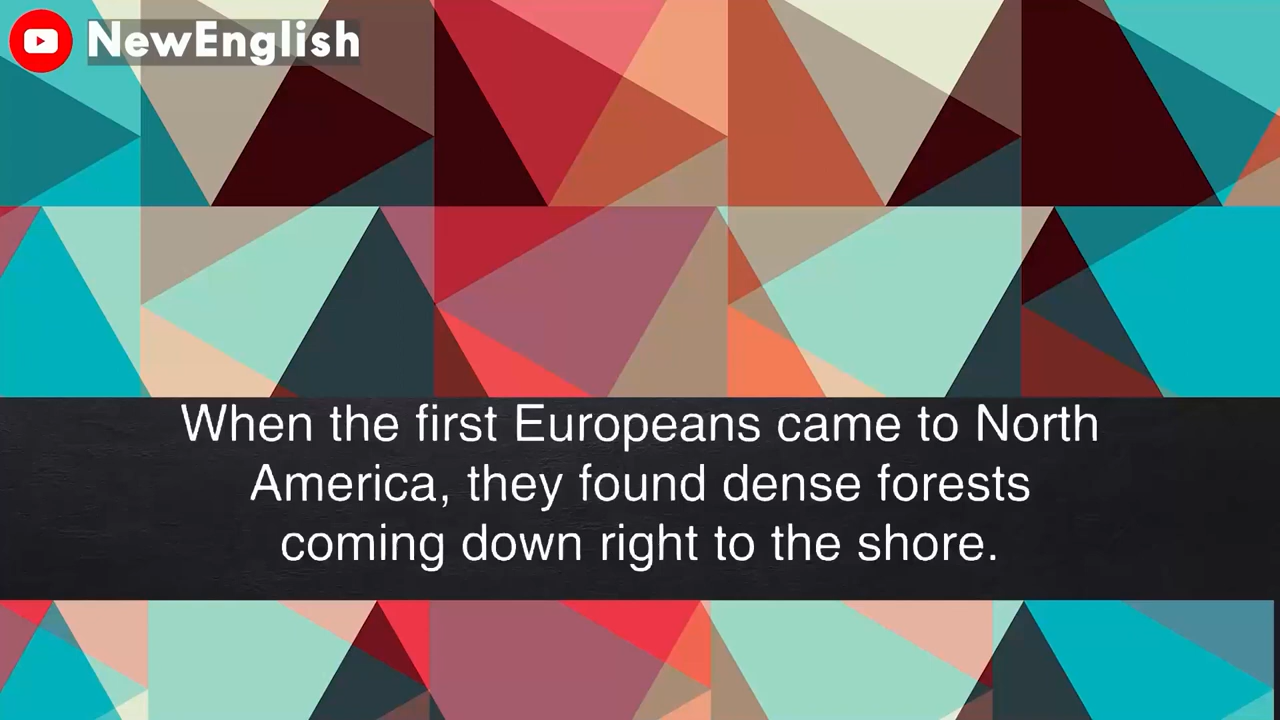 NewEnglish
When the first Europeans came to North
America, they found dense forests
coming down right to the shore.